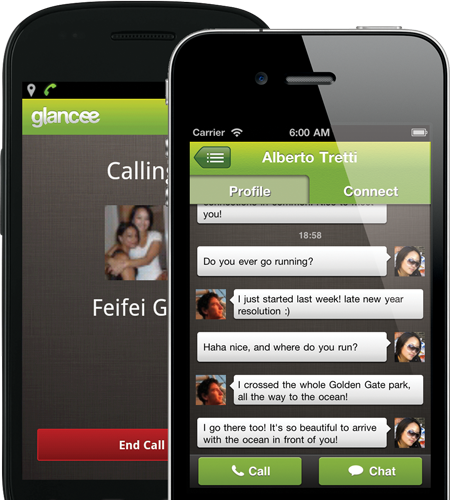 glancee
Calling
Feifei G
End Call
Carrier
6:00 AM
Alberto Tretti
Profile
Connect
you!
18:58
Do you ever go running?
I just started last week! late new year
resolution :)
Haha nice, and where do you run?
I crossed the whole Golden Gate park,
all the way to the ocean!
I go there too! It's so beautiful to arrive
with the ocean in front of you!
Call
Chat